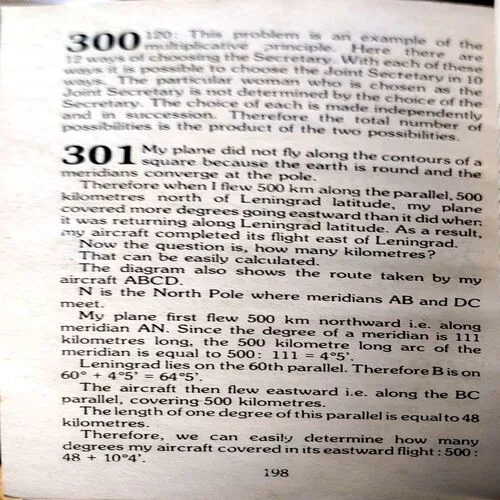 300 120: This problem is an example of the
multiplicative principle. Here there are
12 ways of choosing the Secretary. With each of these
ways it is possible to choose the Joint Secretary in 10
ways. The particular woman who is chosen as the
Joint Secretary is not determined by the choice of the
Secretary. The choice of each is made independently
and in succession. Therefore the total number of
possibilities is the product of the two possibilities.
301 My plane did not fly along the contours of a
square because the earth is round and the
meridians converge at the pole.
Therefore when I flew 500 km along the parallel, 500
kilometres north of Leningrad latitude, my plane
covered more degrees going eastward than it did when
it was returning along Leningrad latitude. As a result,
my aircraft completed its flight east of Leningrad.
Now the question is, how many kilometres?
That can be easily calculated.
The diagram also shows the route taken by my
aircraft ABCD.
N is the North Pole where meridians AB and DC
meet.
My plane first flew 500 km northward i.e. along
meridian AN. Since the degree of a meridian is 111
kilometres long, the 500 kilometre long arc of the
meridian is equal to 500: 111 = 4°5'.
Leningrad lies on the 60th parallel. Therefore B is on
60° + 4°5' = 64°5'.
The aircraft then flew eastward i.e. along the BC
parallel, covering 500 kilometres.
The length of one degree of this parallel is equal to 48
kilometres.
Therefore, we can easily determine how many
degrees my aircraft covered in its eastward flight : 500 :
48 + 10°4'.
198